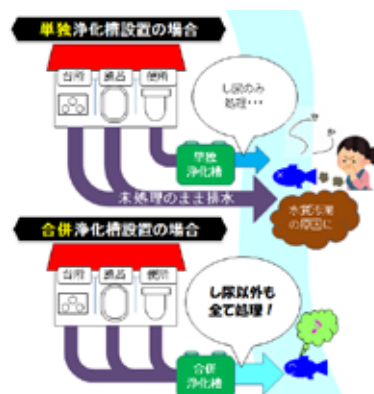 単独浄化槽設置の場合
台所 風呂 便所
し尿のみ
処理…
単独
浄化槽
未処理のまま排水
水質汚濁
の原因に
合併浄化槽設置の場合
台所 風呂 便所
し尿以外も
全て処理！
合併
浄化槽